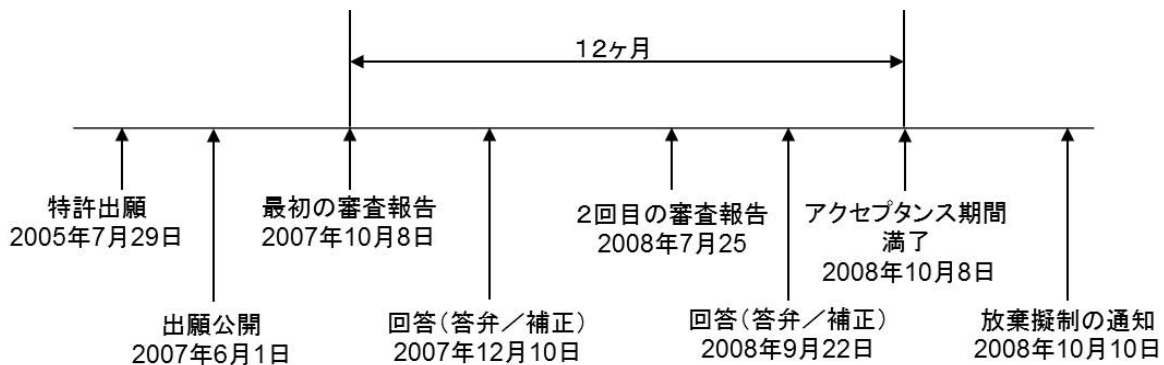 12ヶ月
特許出願
2005年7月29日
出願公開
2007年6月1日
最初の審査報告
2007年10月8日
回答(答弁/補正)
2007年12月10日
2回目の審査報告
2008年7月25
回答(答弁/補正)
2008年9月22日
アクセプタンス期間
満了
2008年10月8日
放棄擬制の通知
2008年10月10日